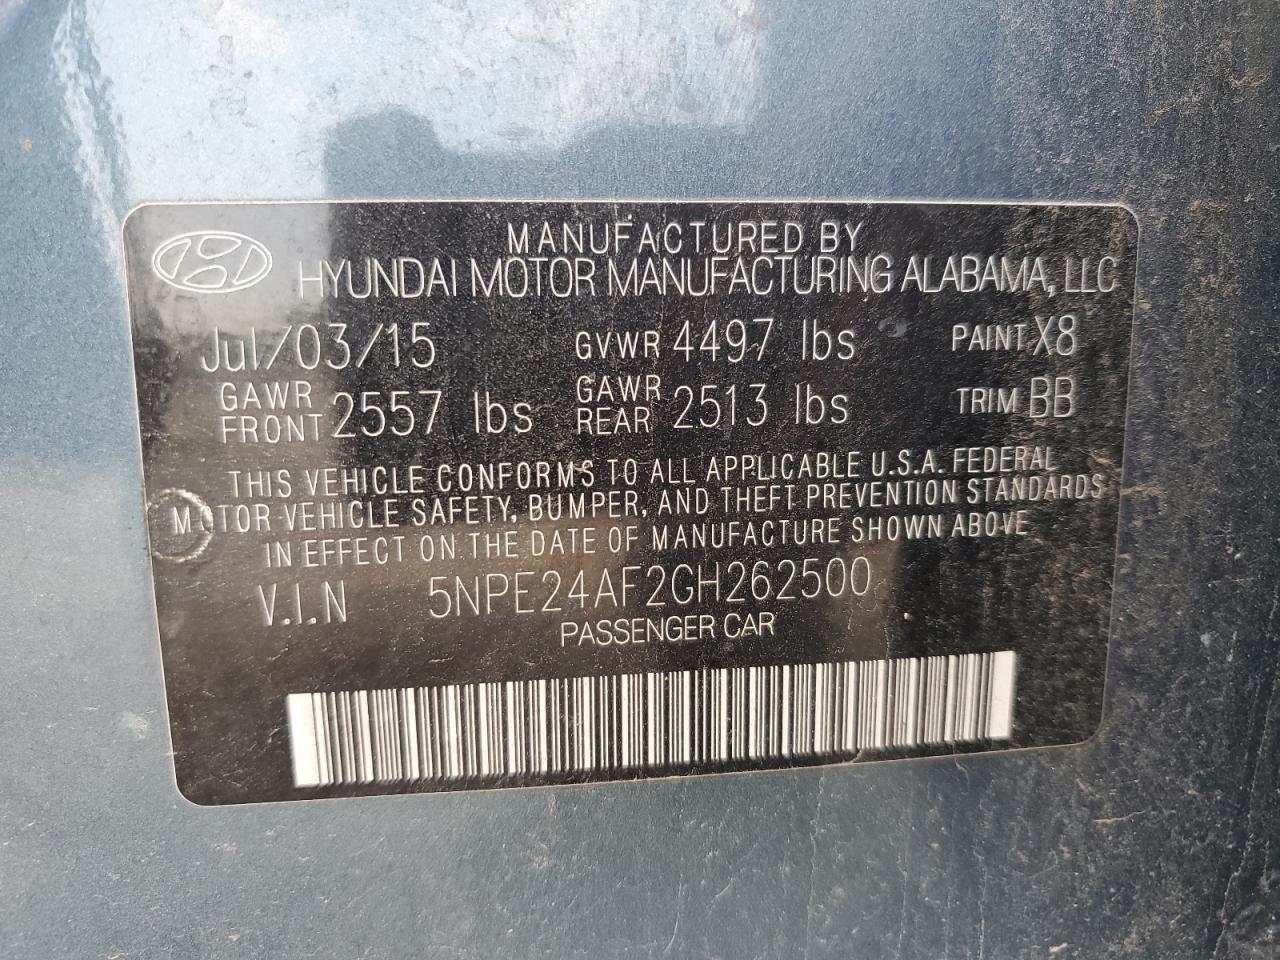 MANUFACTURED BY
HYUNDAI MOTOR MANUFACTURING ALABAMA, LLC
Jul/03/15 GVWR 4497 lbs PAINT X8
GAWR FRONT 2557 lbs GAWR REAR 2513 lbs TRIM BB
THIS VEHICLE CONFORMS TO ALL APPLICABLE U.S.A. FEDERAL
MOTOR VEHICLE SAFETY, BUMPER, AND THEFT PREVENTION STANDARDS
IN EFFECT ON THE DATE OF MANUFACTURE SHOWN ABOVE
V.I.N 5NPE24AF2GH262500
PASSENGER CAR